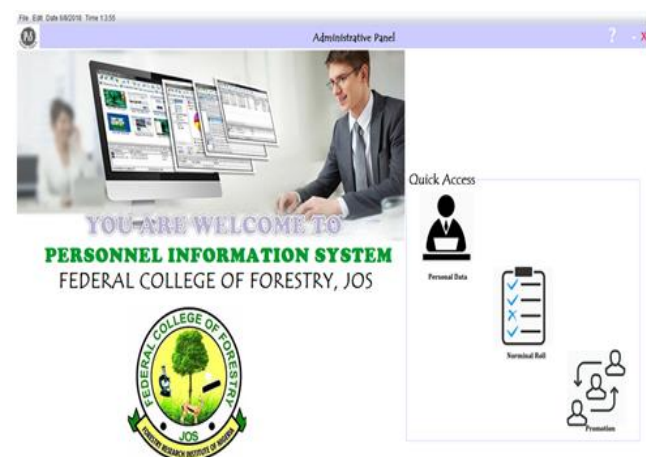 File Edit Date 6/8/2018 Time 1:3:55
Administrative Panel
? - X
YOU ARE WELCOME TO
PERSONNEL INFORMATION SYSTEM
FEDERAL COLLEGE OF FORESTRY, JOS
FEDERAL COLLEGE OF FORESTRY
JOS
FORESTRY RESEARCH INSTITUTE OF NIGERIA
Quick Access
Personal Data
Norminal Roll
Promotion